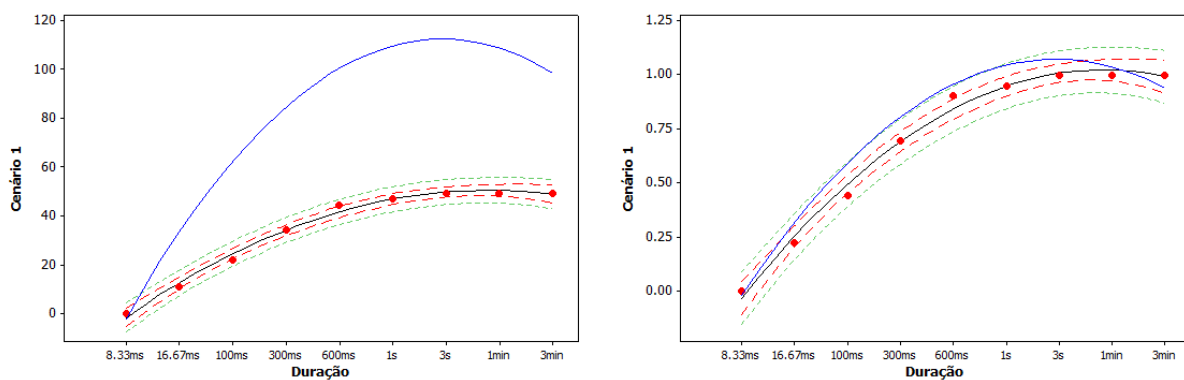 120
100
80
60
40
20
0
Cenário 1
8.33ms 16.67ms 100ms 300ms 600ms 1s 3s 1min 3min
Duração
1.25
1.00
0.75
0.50
0.25
0.00
Cenário 1
8.33ms 16.67ms 100ms 300ms 600ms 1s 3s 1min 3min
Duração